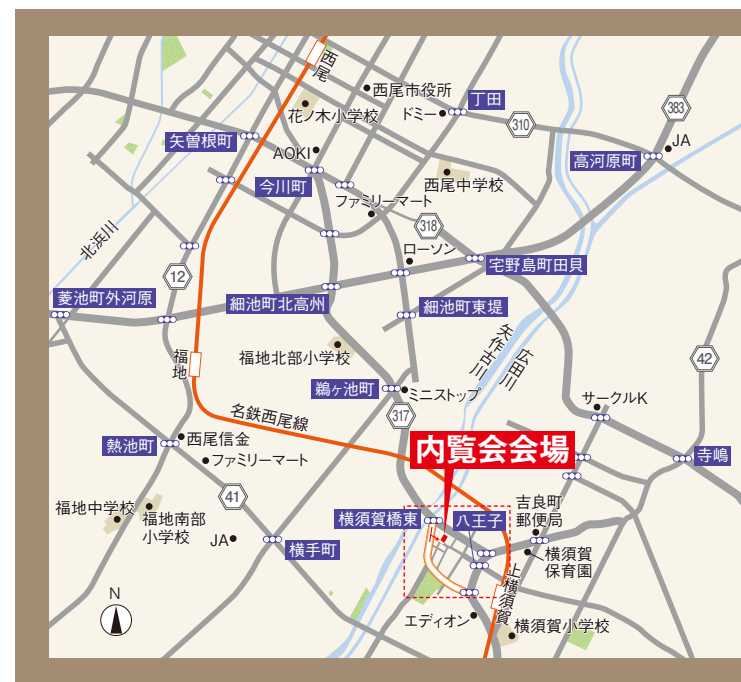 西尾
西尾市役所
丁田
花ノ木小学校
ドミー
310
383
JA
矢曽根町
AOKI
高河原町
今川町
西尾中学校
ファミリーマート
318
北浜川
ローソン
宅野島町田貝
12
菱池町外河原
細池町北高州
細池町東堤
広田川
矢作古川
福地
福地北部小学校
42
鵜ヶ池町
ミニストップ
サークルK
名鉄西尾線
317
内覧会会場
熱池町
西尾信金
ファミリーマート
寺嶋
41
福地中学校
福地南部
小学校
横須賀橋東
八王子
吉良町
郵便局
JA
横手町
横須賀
保育園
上横須賀
N
エディオン
横須賀小学校